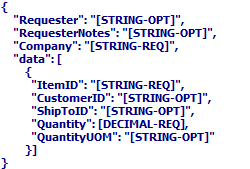 {
"Requester": "[STRING-OPT]",
"RequesterNotes": "[STRING-OPT]",
"Company": "[STRING-REQ]",
"data": [
{
"ItemID": "[STRING-REQ]",
"CustomerID": "[STRING-OPT]",
"ShipToID": "[STRING-OPT]",
"Quantity": [DECIMAL-REQ],
"QuantityUOM": "[STRING-OPT]"
}]
}